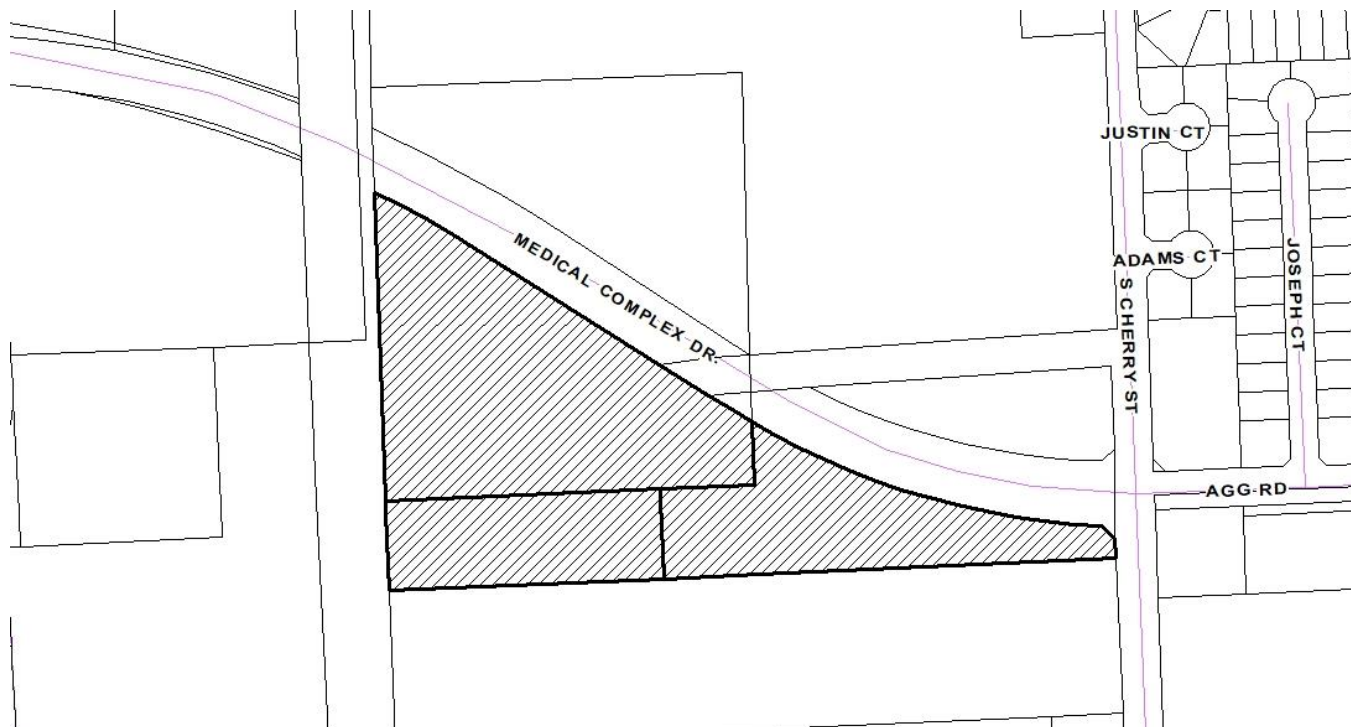 JUSTIN CT
ADAMS CT
MEDICAL COMPLEX DR.
S CHERRY ST
JOSEPH CT
AGG RD